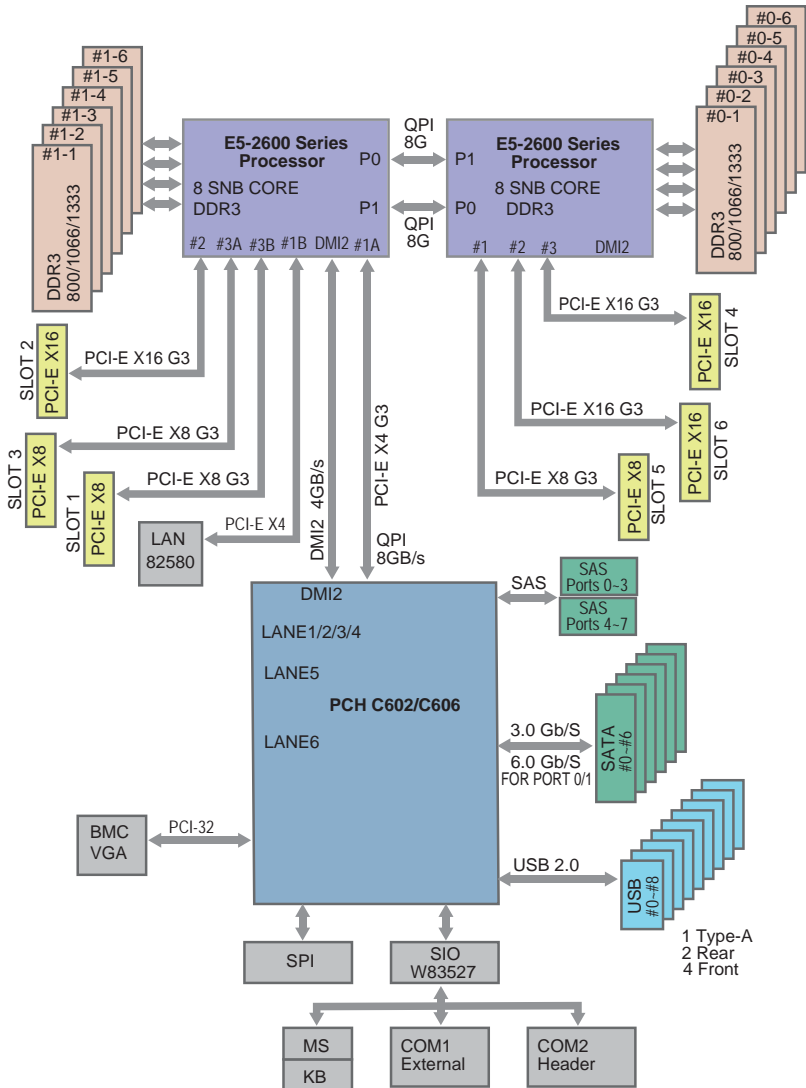 #1-6
#1-5
#1-4
#1-3
#1-2
#1-1
DDR3
800/1066/1333
E5-2600 Series
Processor
8 SNB CORE
DDR3
P0
P1
#2 #3A #3B #1B DMI2 #1A
QPI
8G
QPI
8G
E5-2600 Series
Processor
8 SNB CORE
DDR3
P1
P0
#1 #2 #3 DMI2
#0-6
#0-5
#0-4
#0-3
#0-2
#0-1
DDR3
800/1066/1333
SLOT 2
PCI-E X16
PCI-E X16 G3
SLOT 3
PCI-E X8
PCI-E X8 G3
SLOT 1
PCI-E X8
PCI-E X8 G3
LAN
82580
PCI-E X4
DMI2 4GB/s
PCI-E X4 G3
QPI
8GB/s
PCI-E X16 G3
PCI-E X16
SLOT 4
PCI-E X16 G3
PCI-E X16
SLOT 6
PCI-E X8 G3
PCI-E X8
SLOT 5
DMI2
LANE1/2/3/4
LANE5
PCH C602/C606
LANE6
SAS
SAS
Ports 0~3
SAS
Ports 4~7
3.0 Gb/S
6.0 Gb/S
FOR PORT 0/1
SATA
#0~#6
BMC
VGA
PCI-32
USB 2.0
USB
#0~#8
1 Type-A
2 Rear
4 Front
SPI
SIO
W83527
MS
KB
COM1
External
COM2
Header